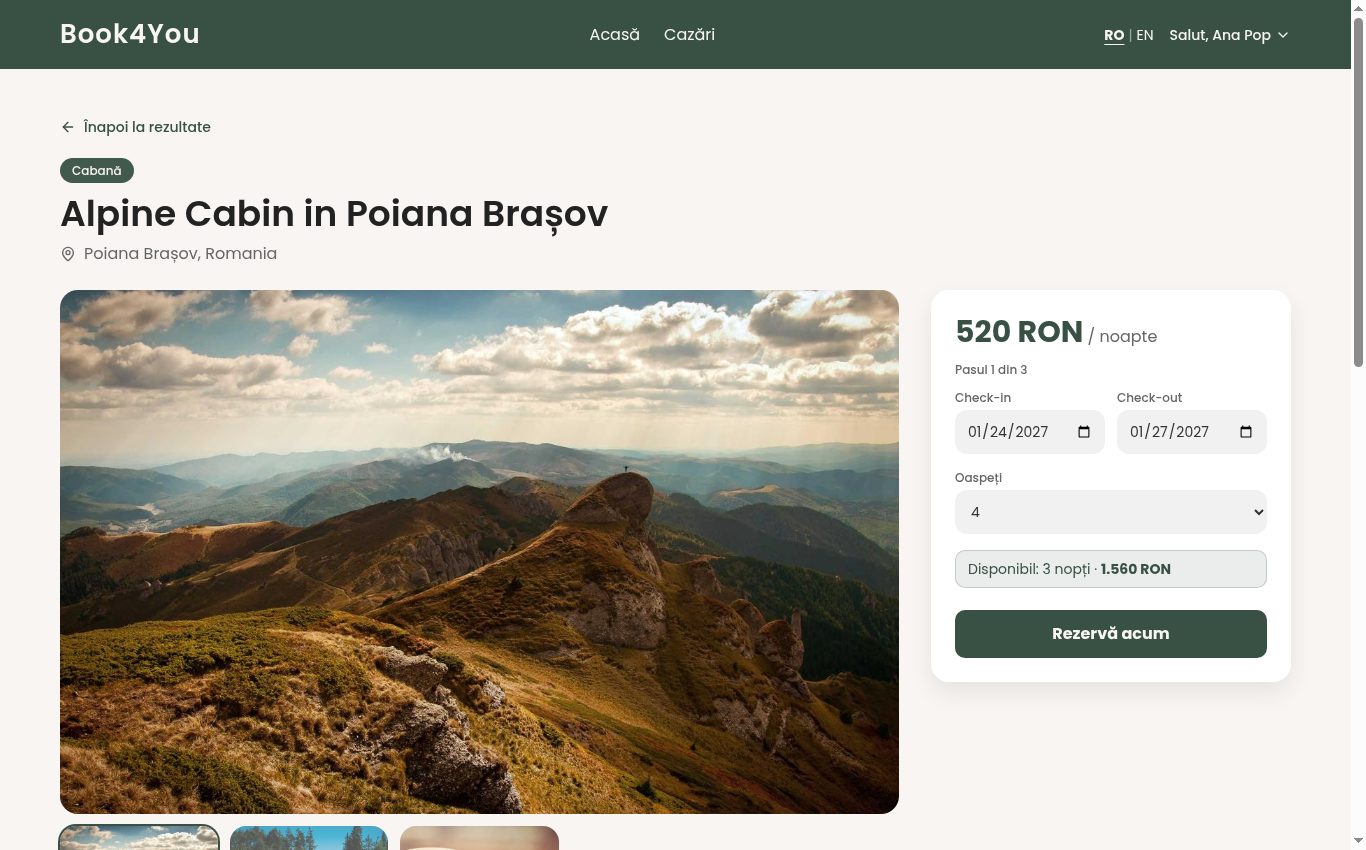 Book4You
Acasă
Cazări
RO | EN
Salut, Ana Pop
Înapoi la rezultate
Cabană
Alpine Cabin in Poiana Brașov
Poiana Brașov, Romania
520 RON / noapte
Pasul 1 din 3
Check-in
Check-out
01/24/2027
01/27/2027
Oaspeți
4
Disponibil: 3 nopți · 1.560 RON
Rezervă acum